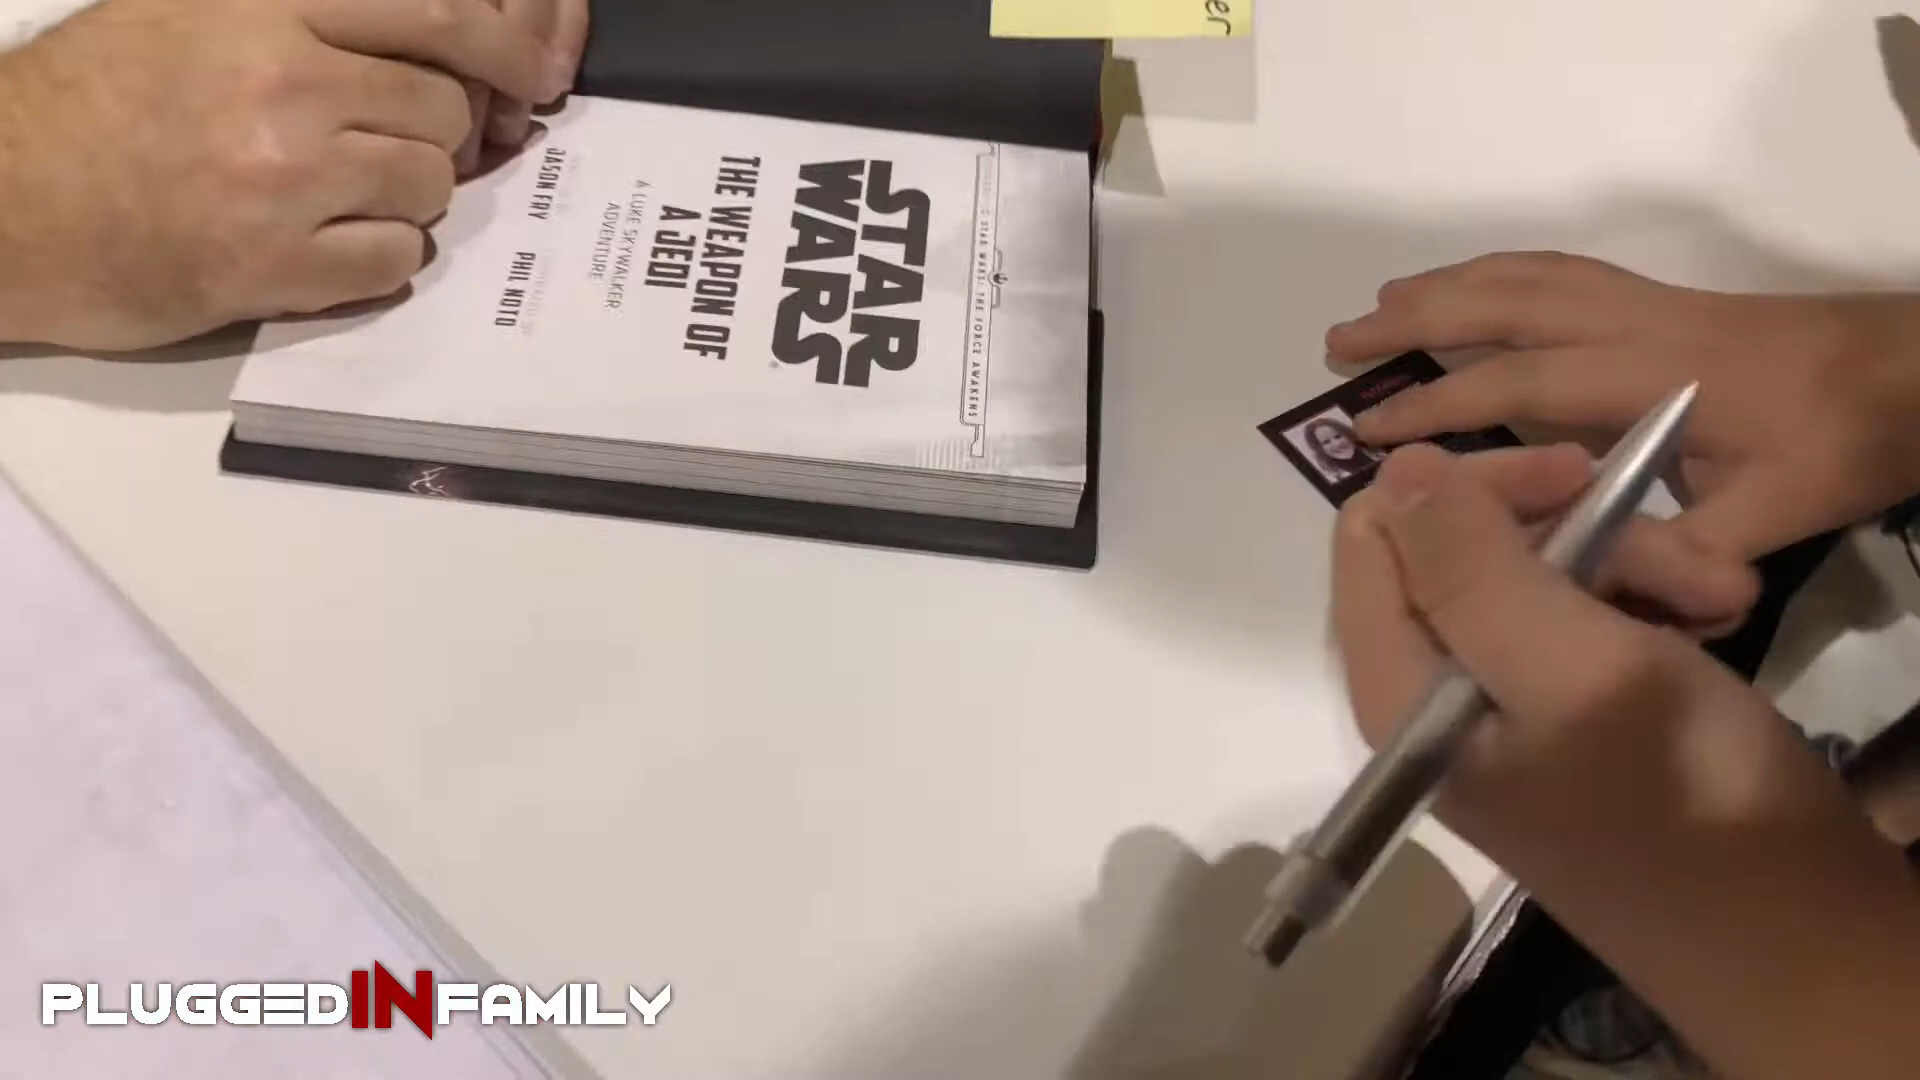 er
STAR WARS: THE FORCE AWAKENS
STAR
WARS
THE WEAPON OF
A JEDI
A LUKE SKYWALKER
ADVENTURE
JASON FRY
PHIL NOTO
PLUGGEDINFAMILY